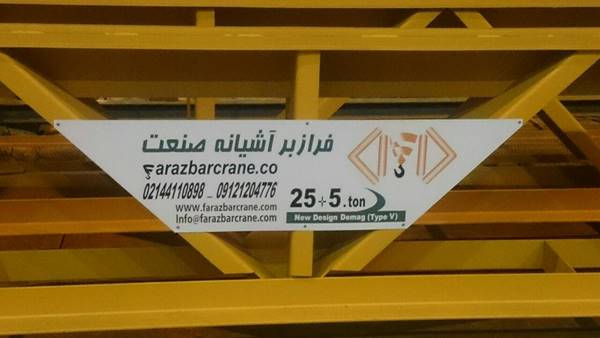 فرازبر آشیانه صنعت
Farazbarcrane.co
02144110898 _ 09121204776
www.farazbarcrane.com
Info@farazbarcrane.com
25÷5.ton
New Design Demag (Type V)